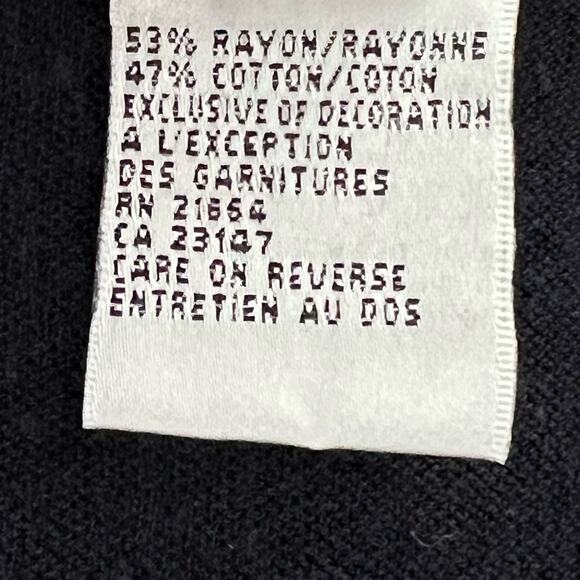 53% RAYON/RAYONNE
47% COTTON/COTON
EXCLUSIVE OF DECORATION
A L'EXCEPTION
DES GARNITURES
RN 21654
CA 23147
CARE ON REVERSE
ENTRETIEN AU DOS